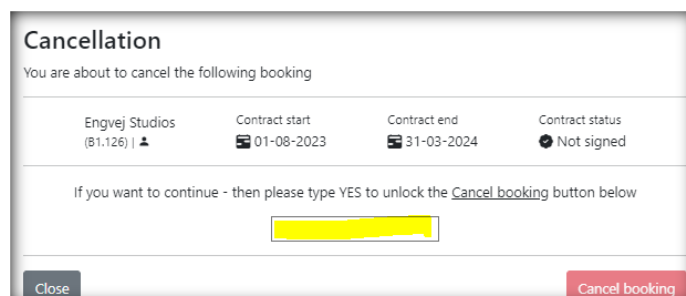 Cancellation
You are about to cancel the following booking
Engvej Studios
(B1.126) |
Contract start
01-08-2023
Contract end
31-03-2024
Contract status
Not signed
If you want to continue - then please type YES to unlock the Cancel booking button below
Close
Cancel booking